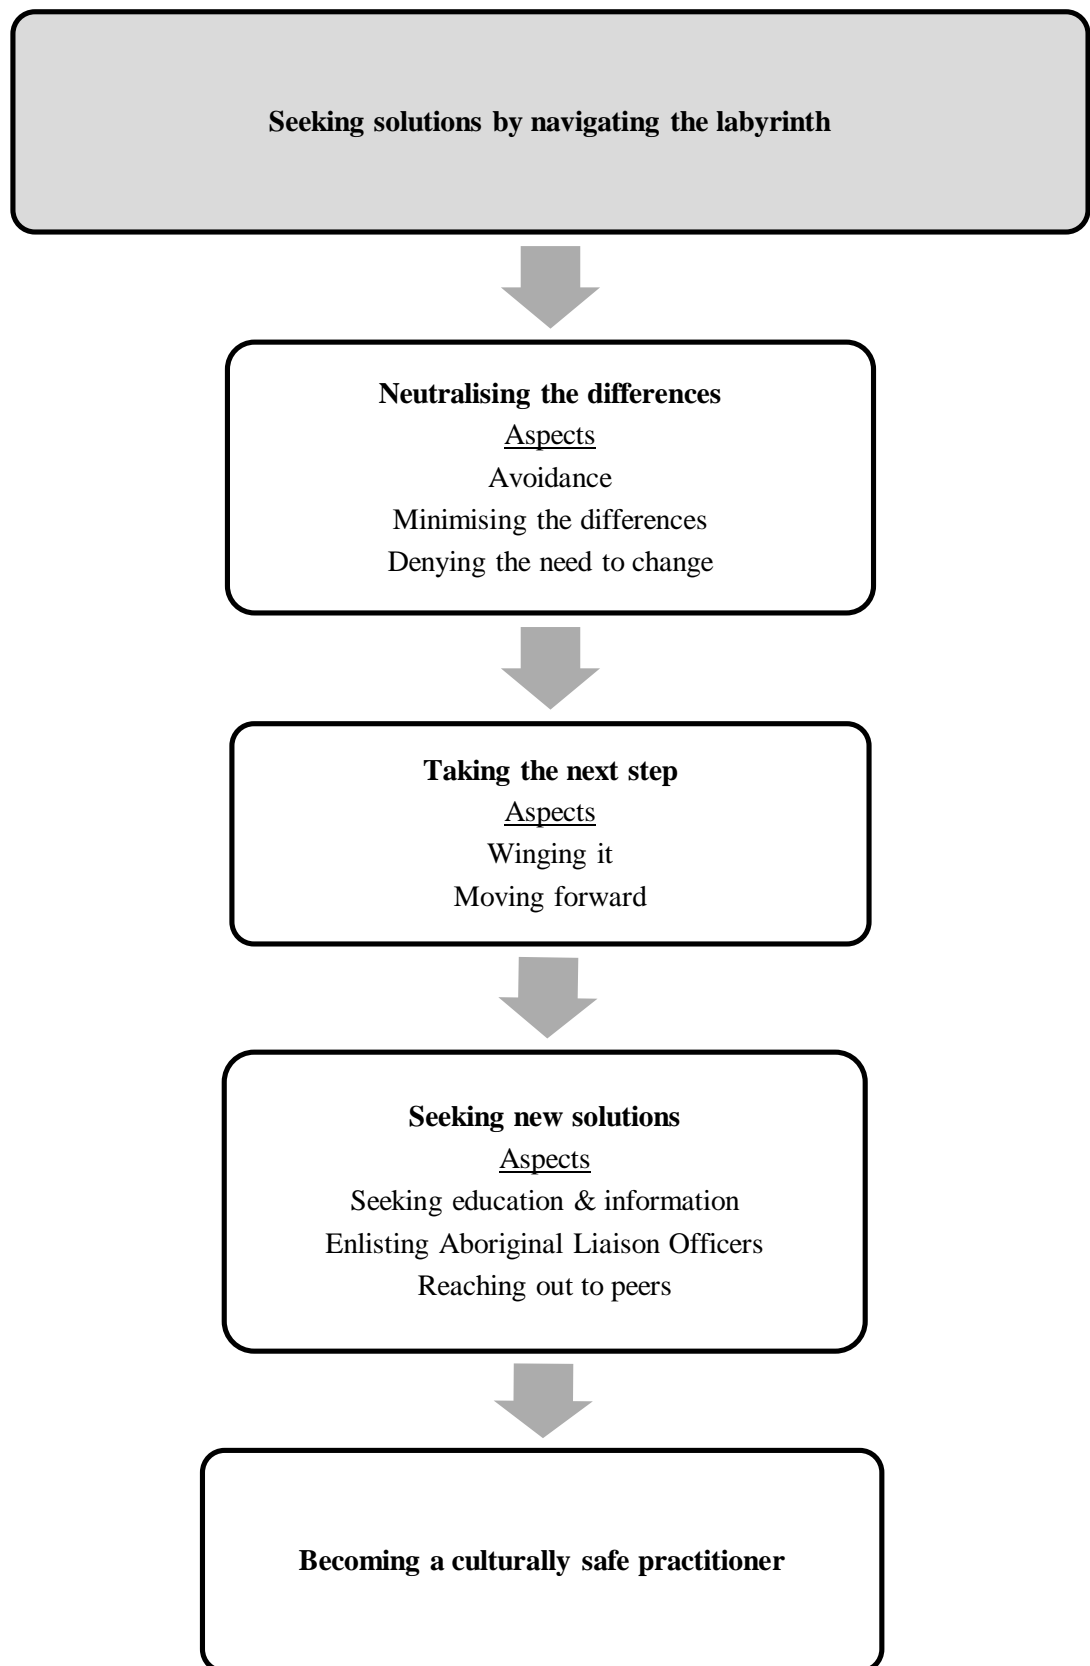 Seeking solutions by navigating the labyrinth
Neutralising the differences
Aspects
Avoidance
Minimising the differences
Denying the need to change
Taking the next step
Aspects
Winging it
Moving forward
Seeking new solutions
Aspects
Seeking education & information
Enlisting Aboriginal Liaison Officers
Reaching out to peers
Becoming a culturally safe practitioner